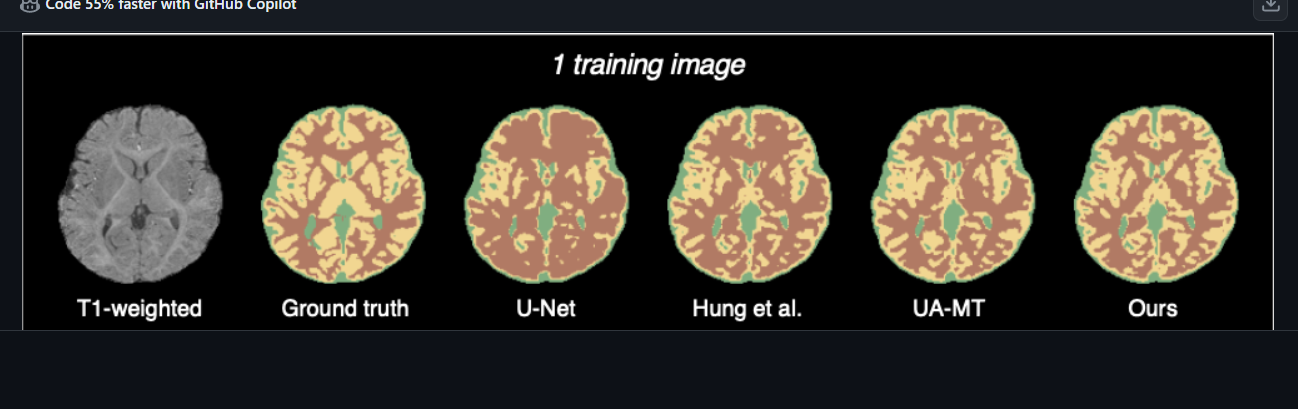 Code 55% faster with GitHub Copilot
1 training image
T1-weighted
Ground truth
U-Net
Hung et al.
UA-MT
Ours